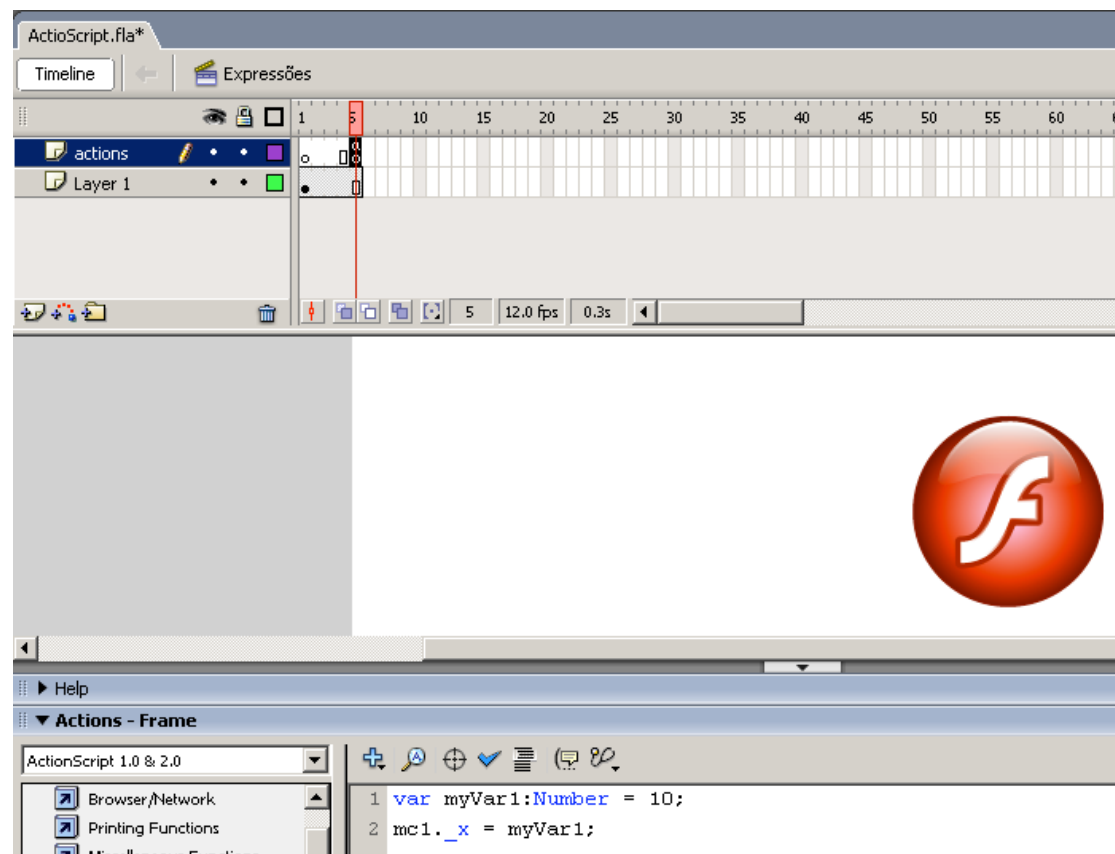 ActioScript.fla*
Timeline Expressões
1 5 10 15 20 25 30 35 40 45 50 55 60
actions
Layer 1
5 12.0 fps 0.3s
Help
Actions - Frame
ActionScript 1.0 & 2.0
Browser/Network
Printing Functions
1 var myVar1:Number = 10;
2 mc1._x = myVar1;